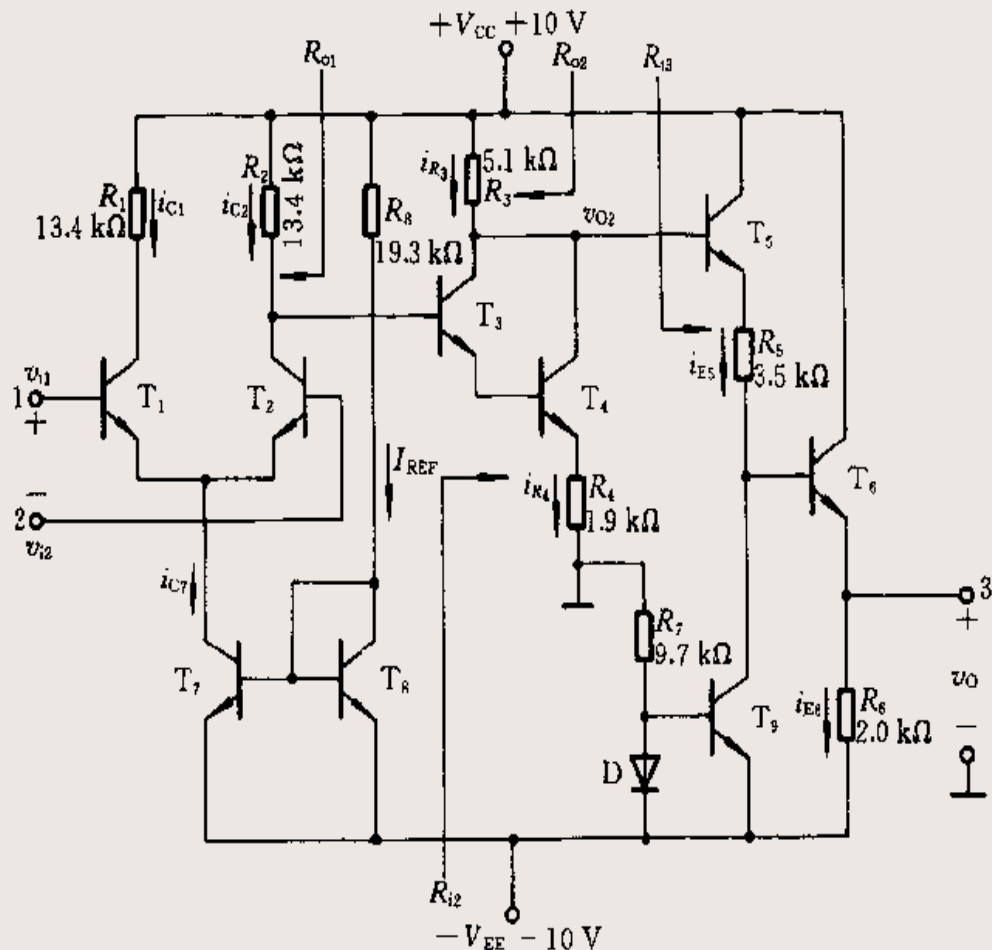 +V_CC +10 V
R_o1
R_o2
R_i3
R_1
13.4 kΩ
i_C1
i_C2
R_2
13.4 kΩ
R_8
19.3 kΩ
i_R3
5.1 kΩ
R_3
v_O2
T_5
T_3
R_5
3.5 kΩ
i_E5
v_i1
1
+
T_1
T_2
T_4
T_6
I_REF
i_R4
R_4
1.9 kΩ
−
2
v_i2
i_C7
3
+
R_7
9.7 kΩ
T_7
T_8
T_9
i_E6
R_6
2.0 kΩ
v_O
−
D
R_i2
−V_EE −10 V